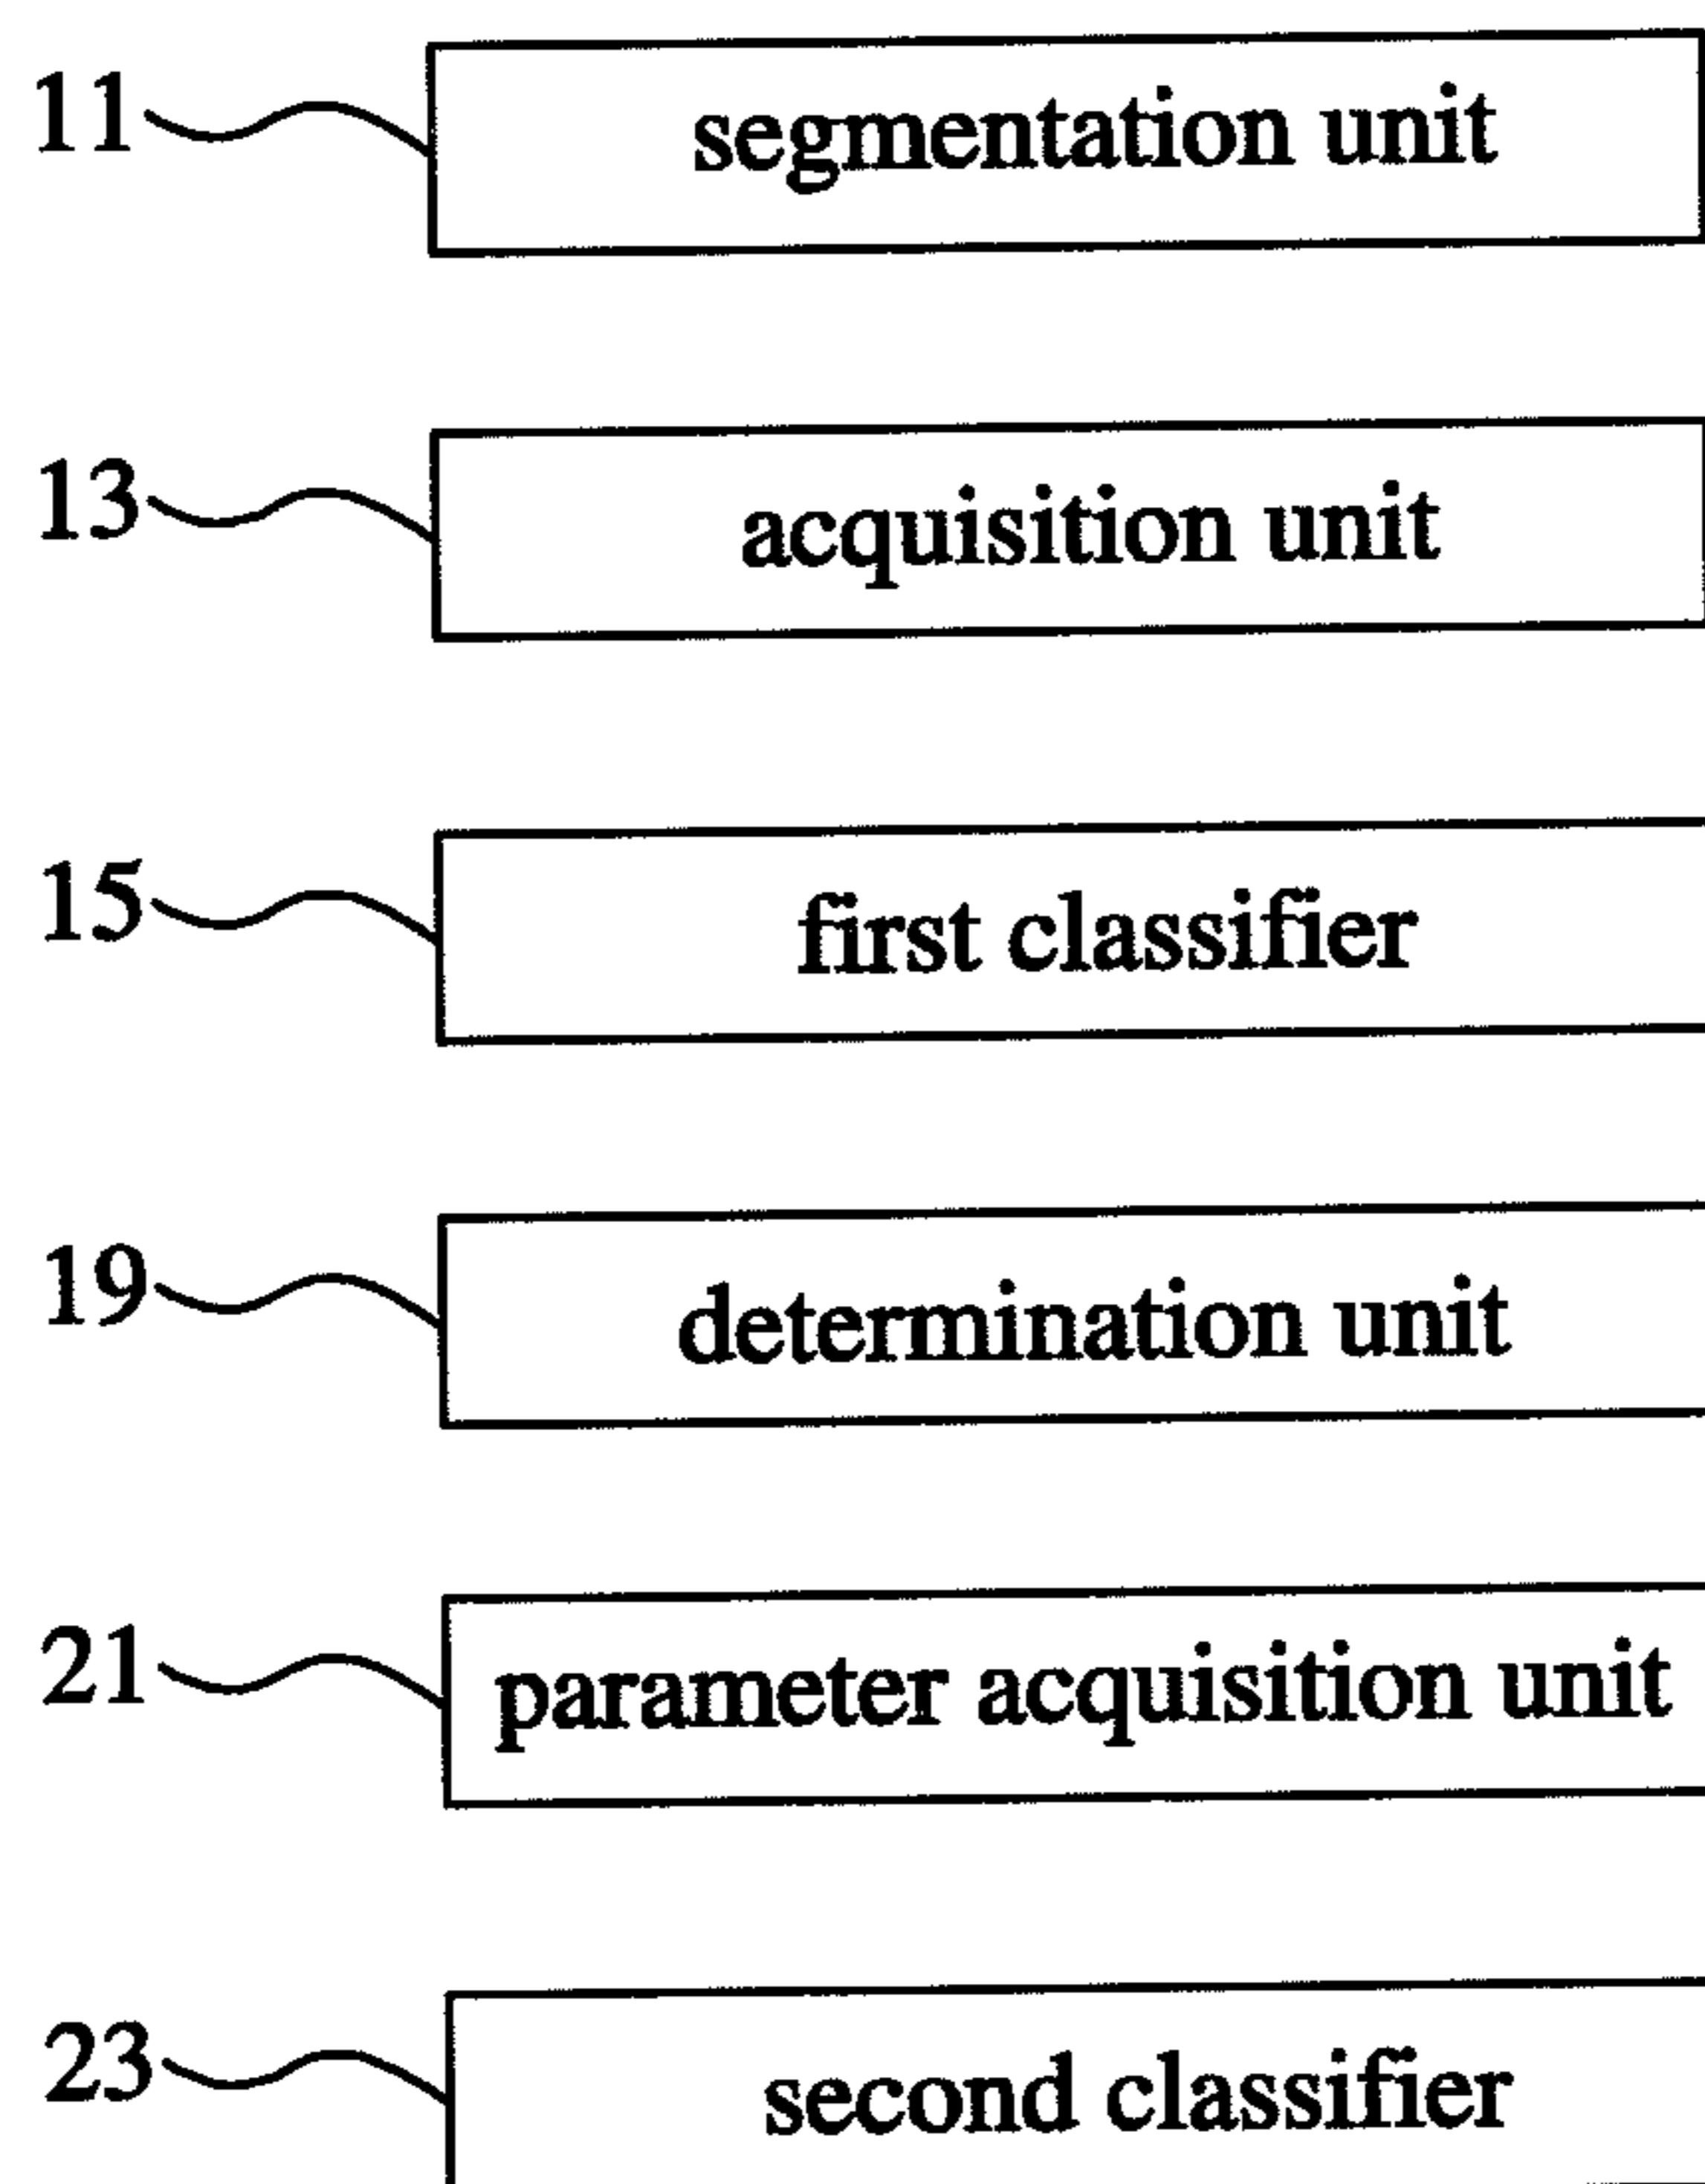 11 segmentation unit
13 acquisition unit
15 first classifier
19 determination unit
21 parameter acquisition unit
23 second classifier